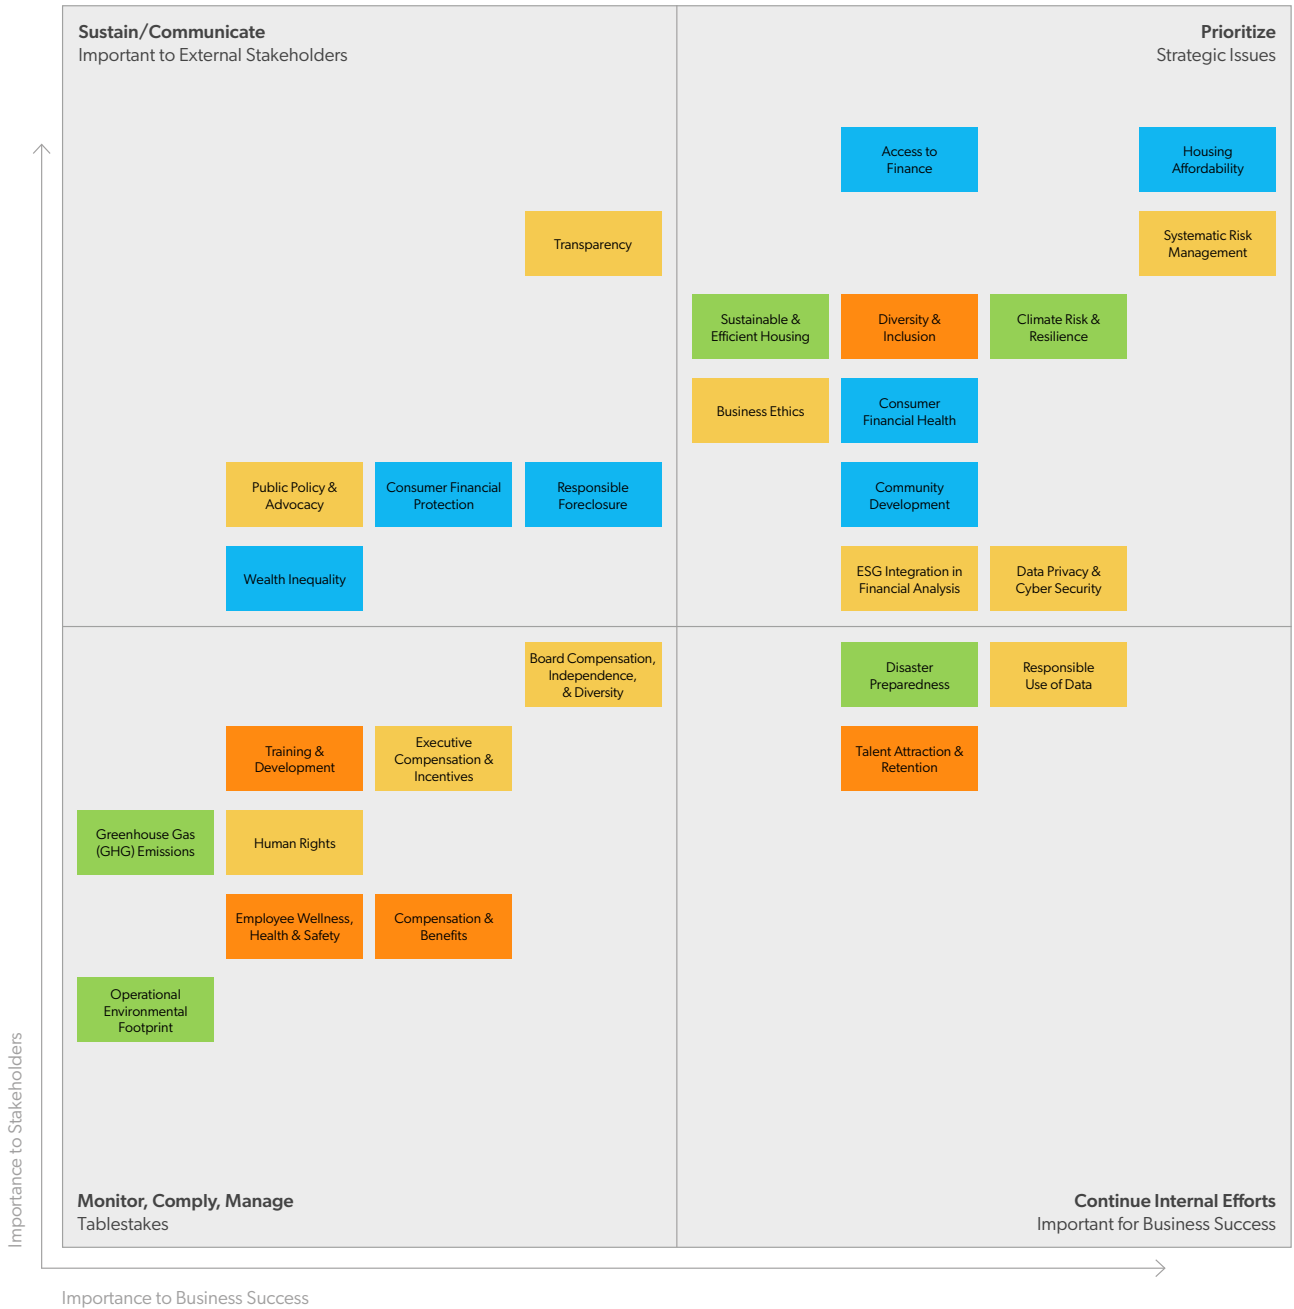 Sustain/Communicate
Important to External Stakeholders
Prioritize
Strategic Issues
Access to
Finance
Housing
Affordability
Transparency
Systematic Risk
Management
Sustainable &
Efficient Housing
Diversity &
Inclusion
Climate Risk &
Resilience
Business Ethics
Consumer
Financial Health
Public Policy &
Advocacy
Consumer Financial
Protection
Responsible
Foreclosure
Community
Development
Wealth Inequality
ESG Integration in
Financial Analysis
Data Privacy &
Cyber Security
Board Compensation,
Independence,
& Diversity
Disaster
Preparedness
Responsible
Use of Data
Training &
Development
Executive
Compensation &
Incentives
Talent Attraction &
Retention
Greenhouse Gas
(GHG) Emissions
Human Rights
Employee Wellness,
Health & Safety
Compensation &
Benefits
Operational
Environmental
Footprint
Monitor, Comply, Manage
Tablestakes
Continue Internal Efforts
Important for Business Success
Importance to Stakeholders
Importance to Business Success